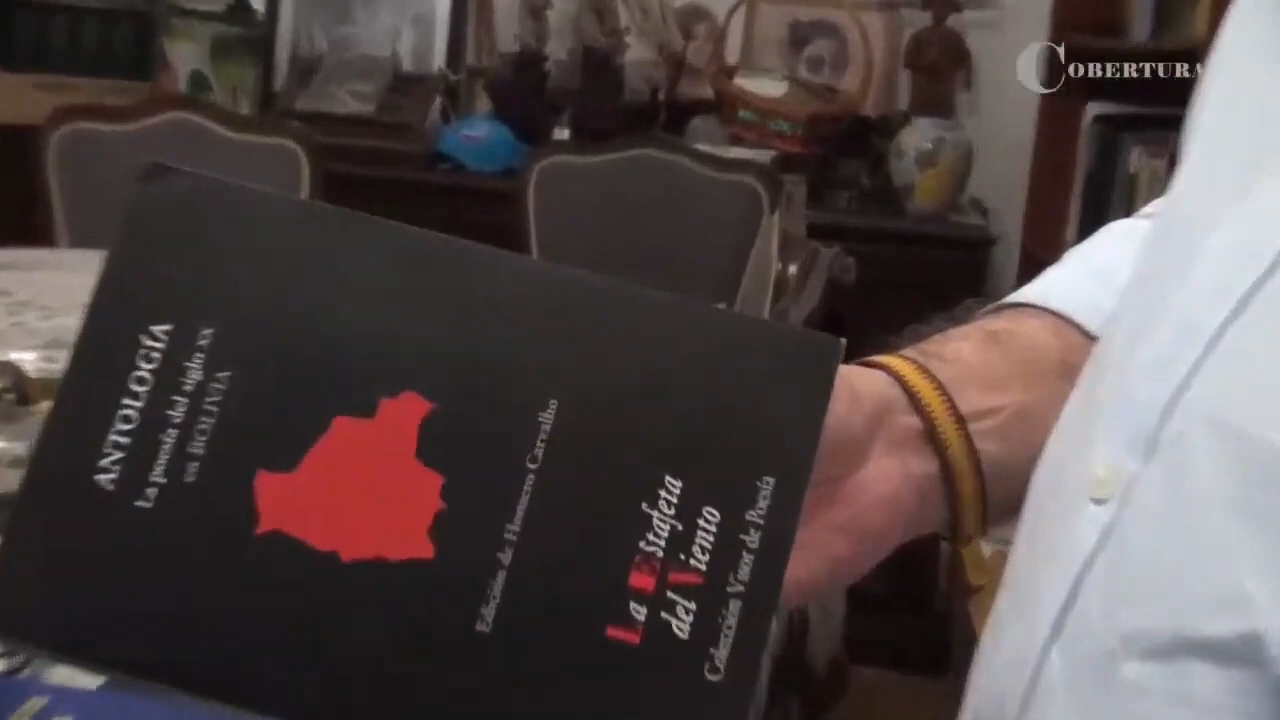 COBERTURA
ANTOLOGÍA
La poesía del siglo XX
en BOLIVIA
Edición de Homero Carvalho
La Estafeta
del Viento
Colección Visor de Poesía